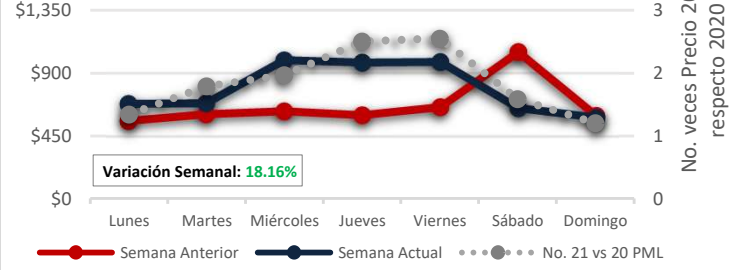 $1,350
$900
$450
$0
3
2
1
0
No. veces Precio
respecto 2020
Variación Semanal: 18.16%
Lunes Martes Miércoles Jueves Viernes Sábado Domingo
Semana Anterior Semana Actual No. 21 vs 20 PML